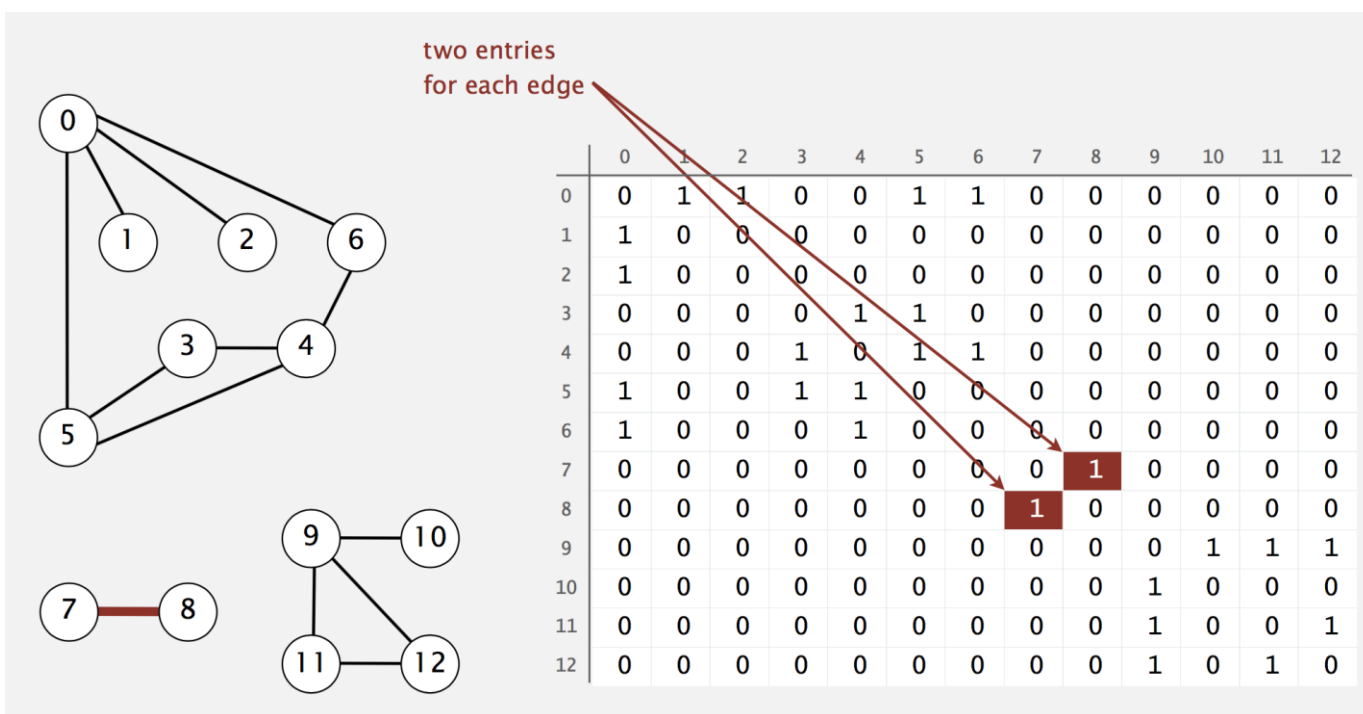 two entries
for each edge
0
1 2 6
3 4
5
9 10
7 8
11 12
0 1 2 3 4 5 6 7 8 9 10 11 12
0 0 1 1 0 0 1 1 0 0 0 0 0 0
1 1 0 0 0 0 0 0 0 0 0 0 0 0
2 1 0 0 0 0 0 0 0 0 0 0 0 0
3 0 0 0 0 1 1 0 0 0 0 0 0 0
4 0 0 0 1 0 1 1 0 0 0 0 0 0
5 1 0 0 1 1 0 0 0 0 0 0 0 0
6 1 0 0 0 1 0 0 0 0 0 0 0 0
7 0 0 0 0 0 0 0 0 1 0 0 0 0
8 0 0 0 0 0 0 0 1 0 0 0 0 0
9 0 0 0 0 0 0 0 0 0 0 1 1 1
10 0 0 0 0 0 0 0 0 0 1 0 0 0
11 0 0 0 0 0 0 0 0 0 1 0 0 1
12 0 0 0 0 0 0 0 0 0 1 0 1 0